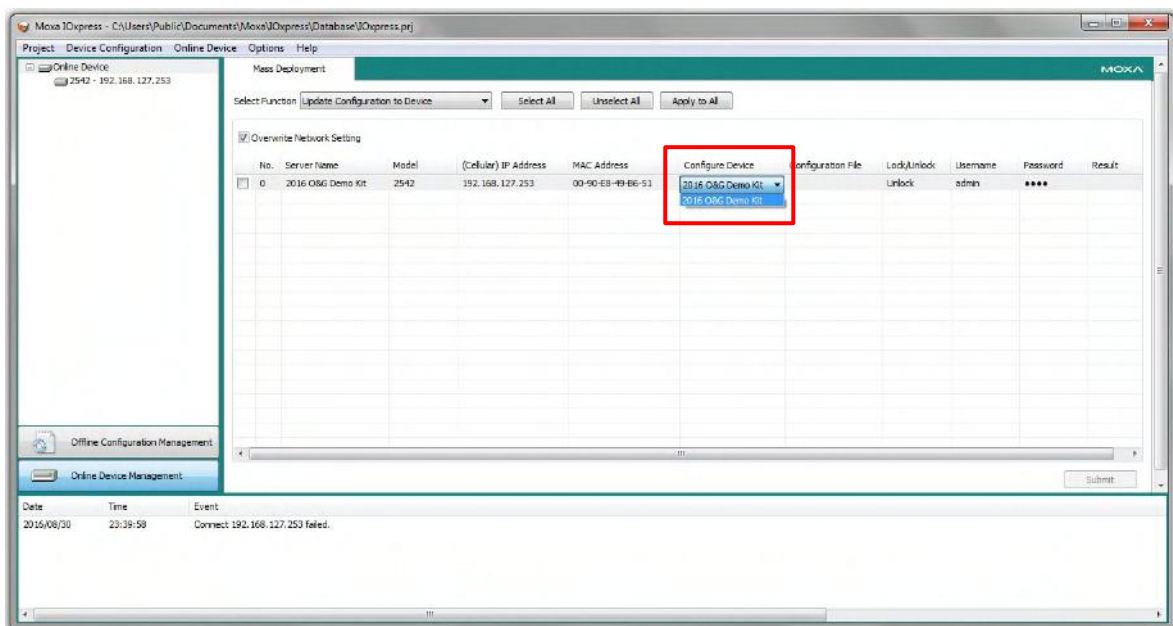 Moxa IOxpress - C:\Users\Public\Documents\Moxa\IOxpress\Database\IOxpress.prj
Project Device Configuration Online Device Options Help
Online Device
2542 - 192.168.127.253
Mass Deployment
MOXA
Select Function Update Configuration to Device Select All Unselect All Apply to All
Overwrite Network Setting
No. Server Name Model (Cellular) IP Address MAC Address Configure Device Configuration File Lock/Unlock Username Password Result
0 2016 O&G Demo Kit 2542 192.168.127.253 00-90-E8-49-B6-51 2016 O&G Demo Kit Unlock admin ••••
2016 O&G Demo Kit
Offline Configuration Management
Online Device Management
Submit
Date Time Event
2016/08/30 23:39:58 Connect 192.168.127.253 failed.